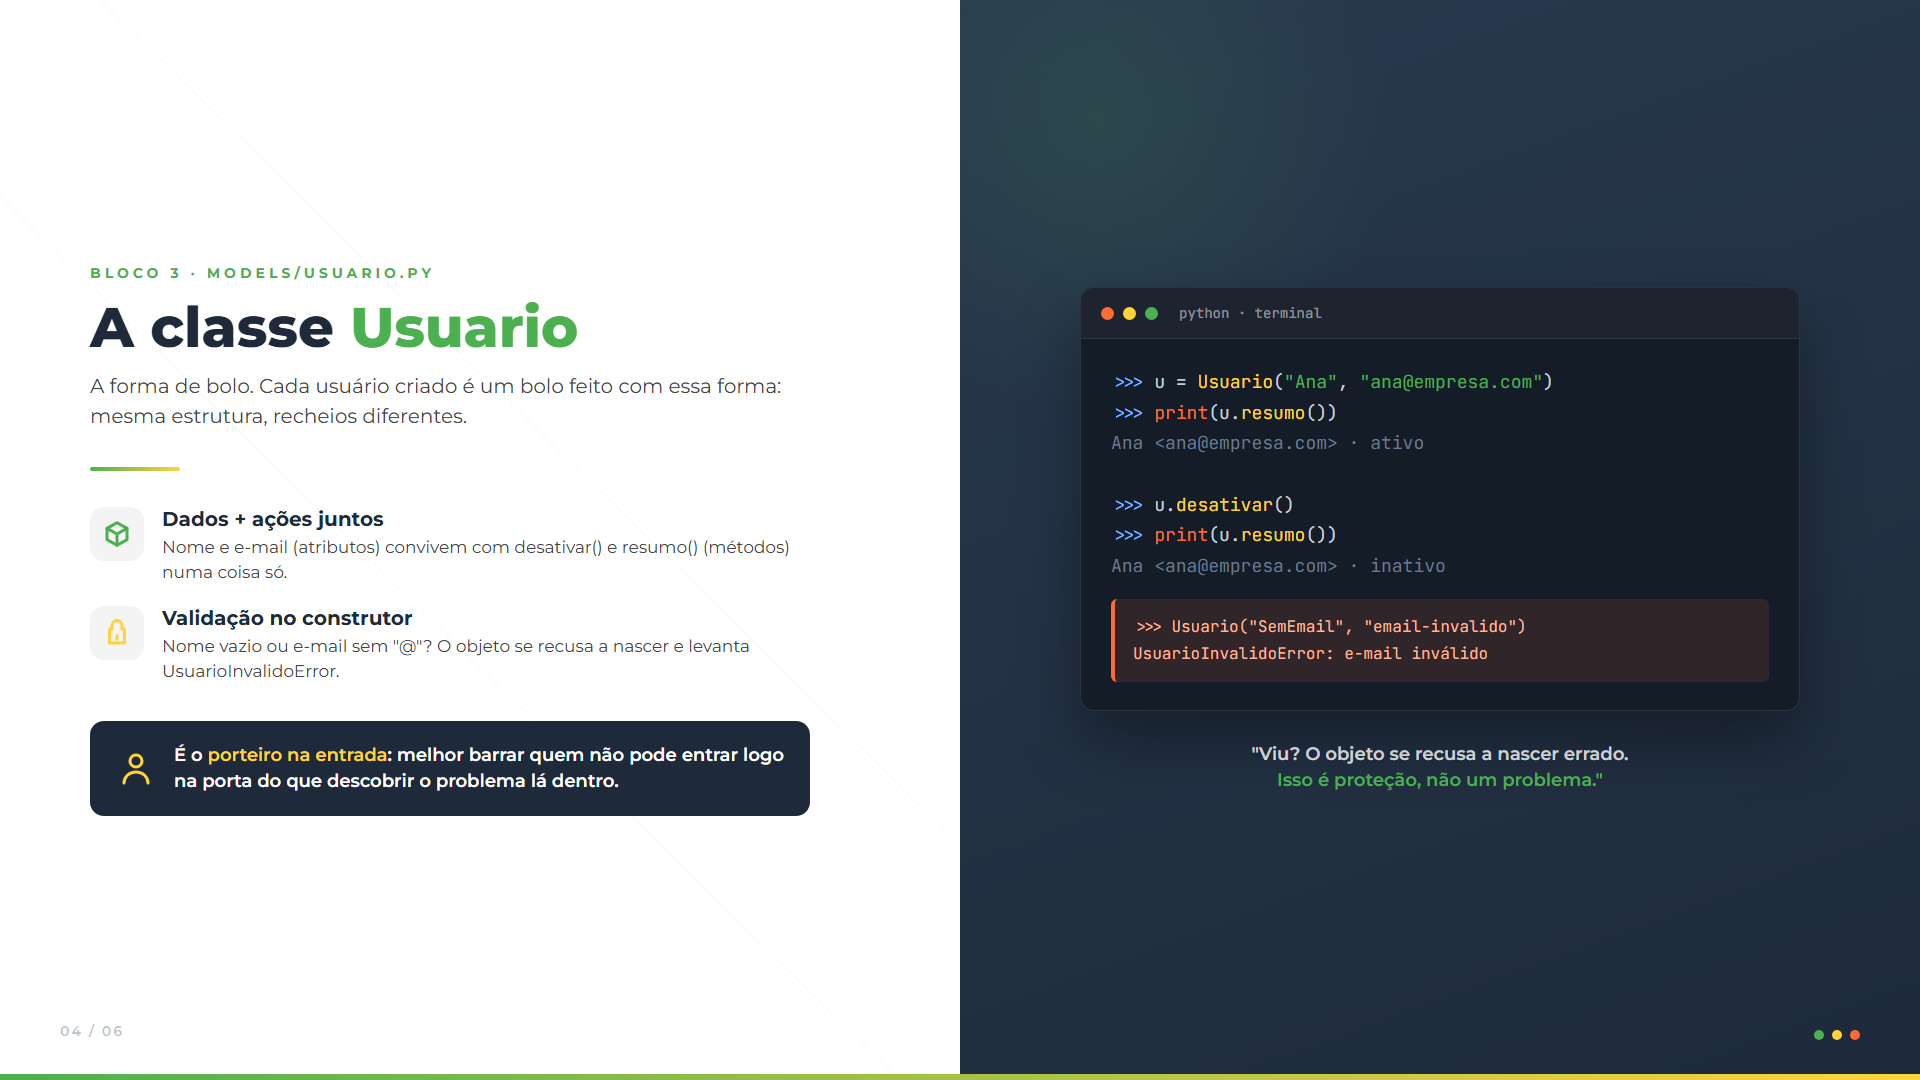 BLOCO 3 · MODELS/USUARIO.PY
A classe Usuario
A forma de bolo. Cada usuário criado é um bolo feito com essa forma:
mesma estrutura, recheios diferentes.
Dados + ações juntos
Nome e e-mail (atributos) convivem com desativar() e resumo() (métodos)
numa coisa só.
Validação no construtor
Nome vazio ou e-mail sem "@"? O objeto se recusa a nascer e levanta
UsuarioInvalidoError.
É o porteiro na entrada: melhor barrar quem não pode entrar logo
na porta do que descobrir o problema lá dentro.
04 / 06
python · terminal
>>> u = Usuario("Ana", "ana@empresa.com")
>>> print(u.resumo())
Ana <ana@empresa.com> · ativo
>>> u.desativar()
>>> print(u.resumo())
Ana <ana@empresa.com> · inativo
>>> Usuario("SemEmail", "email-invalido")
UsuarioInvalidoError: e-mail inválido
"Viu? O objeto se recusa a nascer errado.
Isso é proteção, não um problema."